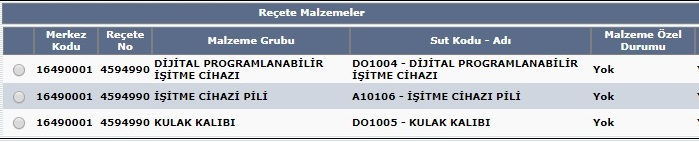 Reçete Malzemeler
Merkez Kodu Reçete No Malzeme Grubu Sut Kodu - Adı Malzeme Özel Durumu
16490001 4594990 DİJİTAL PROGRAMLANABİLİR İŞİTME CİHAZI DO1004 - DİJİTAL PROGRAMLANABİLİR İŞİTME CİHAZI Yok
16490001 4594990 İŞİTME CİHAZİ PİLİ A10106 - İŞİTME CİHAZI PİLİ Yok
16490001 4594990 KULAK KALIBI DO1005 - KULAK KALIBI Yok